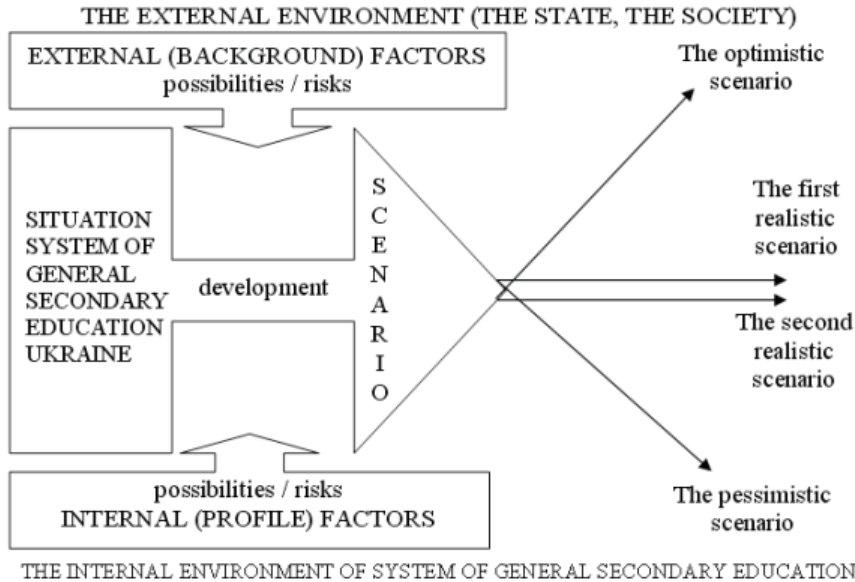 THE EXTERNAL ENVIRONMENT (THE STATE, THE SOCIETY)
EXTERNAL (BACKGROUND) FACTORS
possibilities / risks
SITUATION
SYSTEM OF
GENERAL
SECONDARY
EDUCATION
UKRAINE
development
SCENARIO
The optimistic
scenario
The first
realistic
scenario
The second
realistic
scenario
The pessimistic
scenario
possibilities / risks
INTERNAL (PROFILE) FACTORS
THE INTERNAL ENVIRONMENT OF SYSTEM OF GENERAL SECONDARY EDUCATION